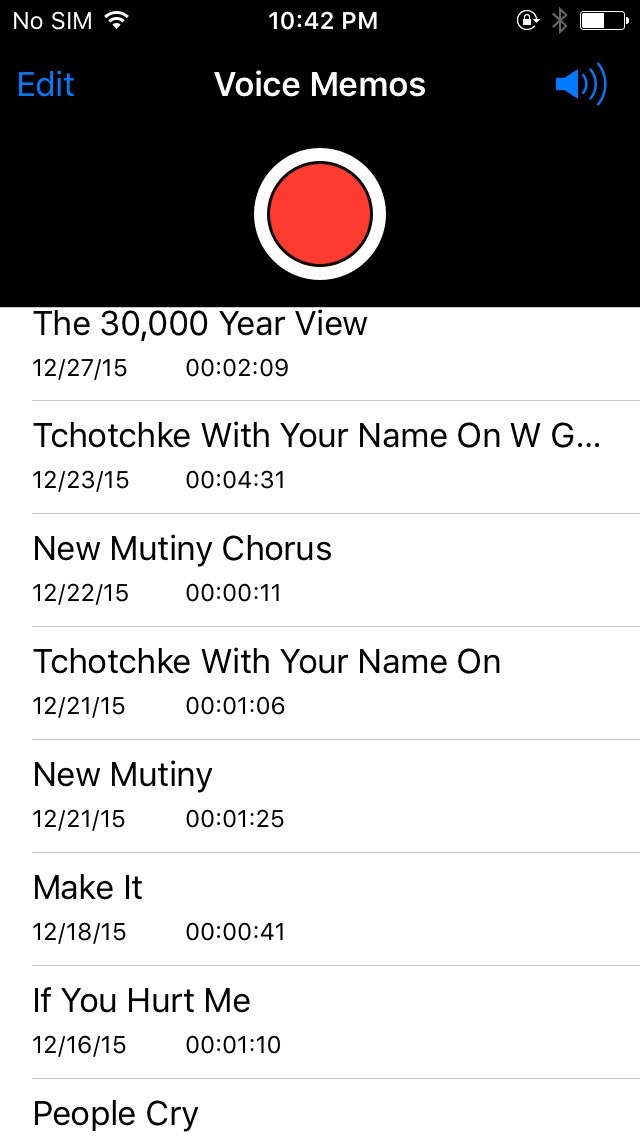 No SIM 10:42 PM
Edit Voice Memos
The 30,000 Year View
12/27/15 00:02:09
Tchotchke With Your Name On W G...
12/23/15 00:04:31
New Mutiny Chorus
12/22/15 00:00:11
Tchotchke With Your Name On
12/21/15 00:01:06
New Mutiny
12/21/15 00:01:25
Make It
12/18/15 00:00:41
If You Hurt Me
12/16/15 00:01:10
People Cry